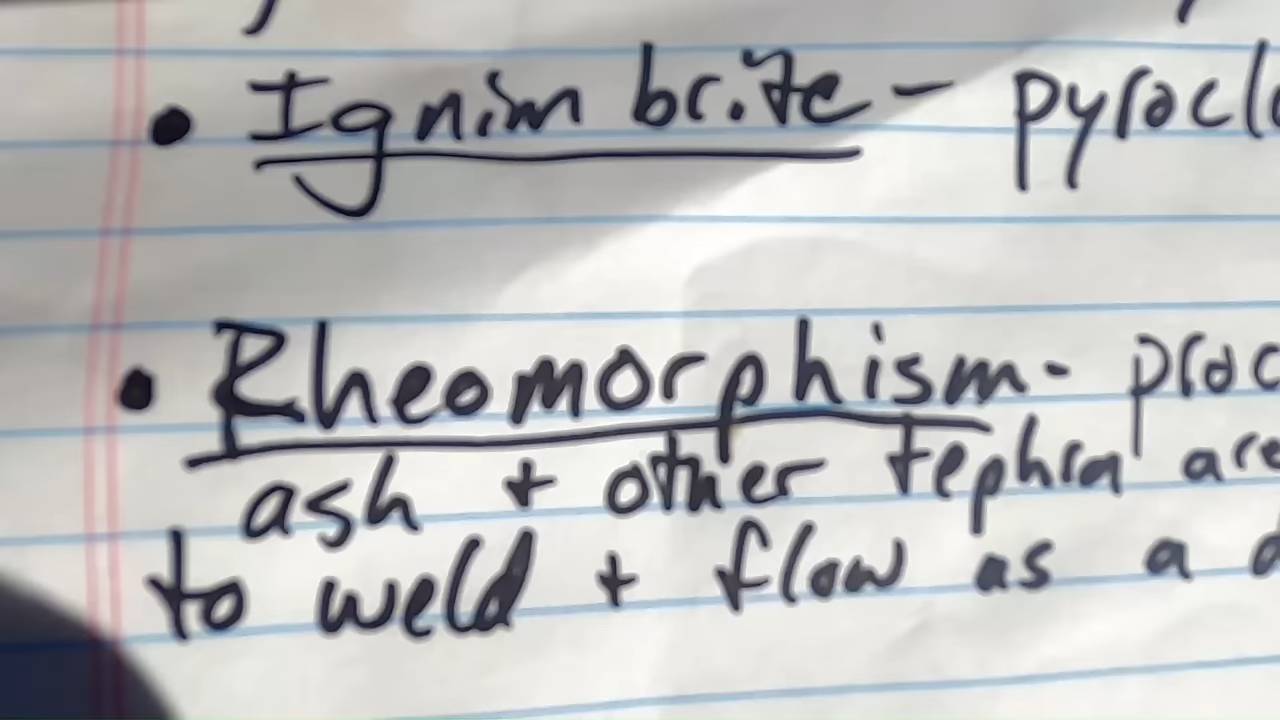 • Ignimbrite - pyrocl
• Rheomorphism - proc
ash + other tephra are
to weld + flow as a